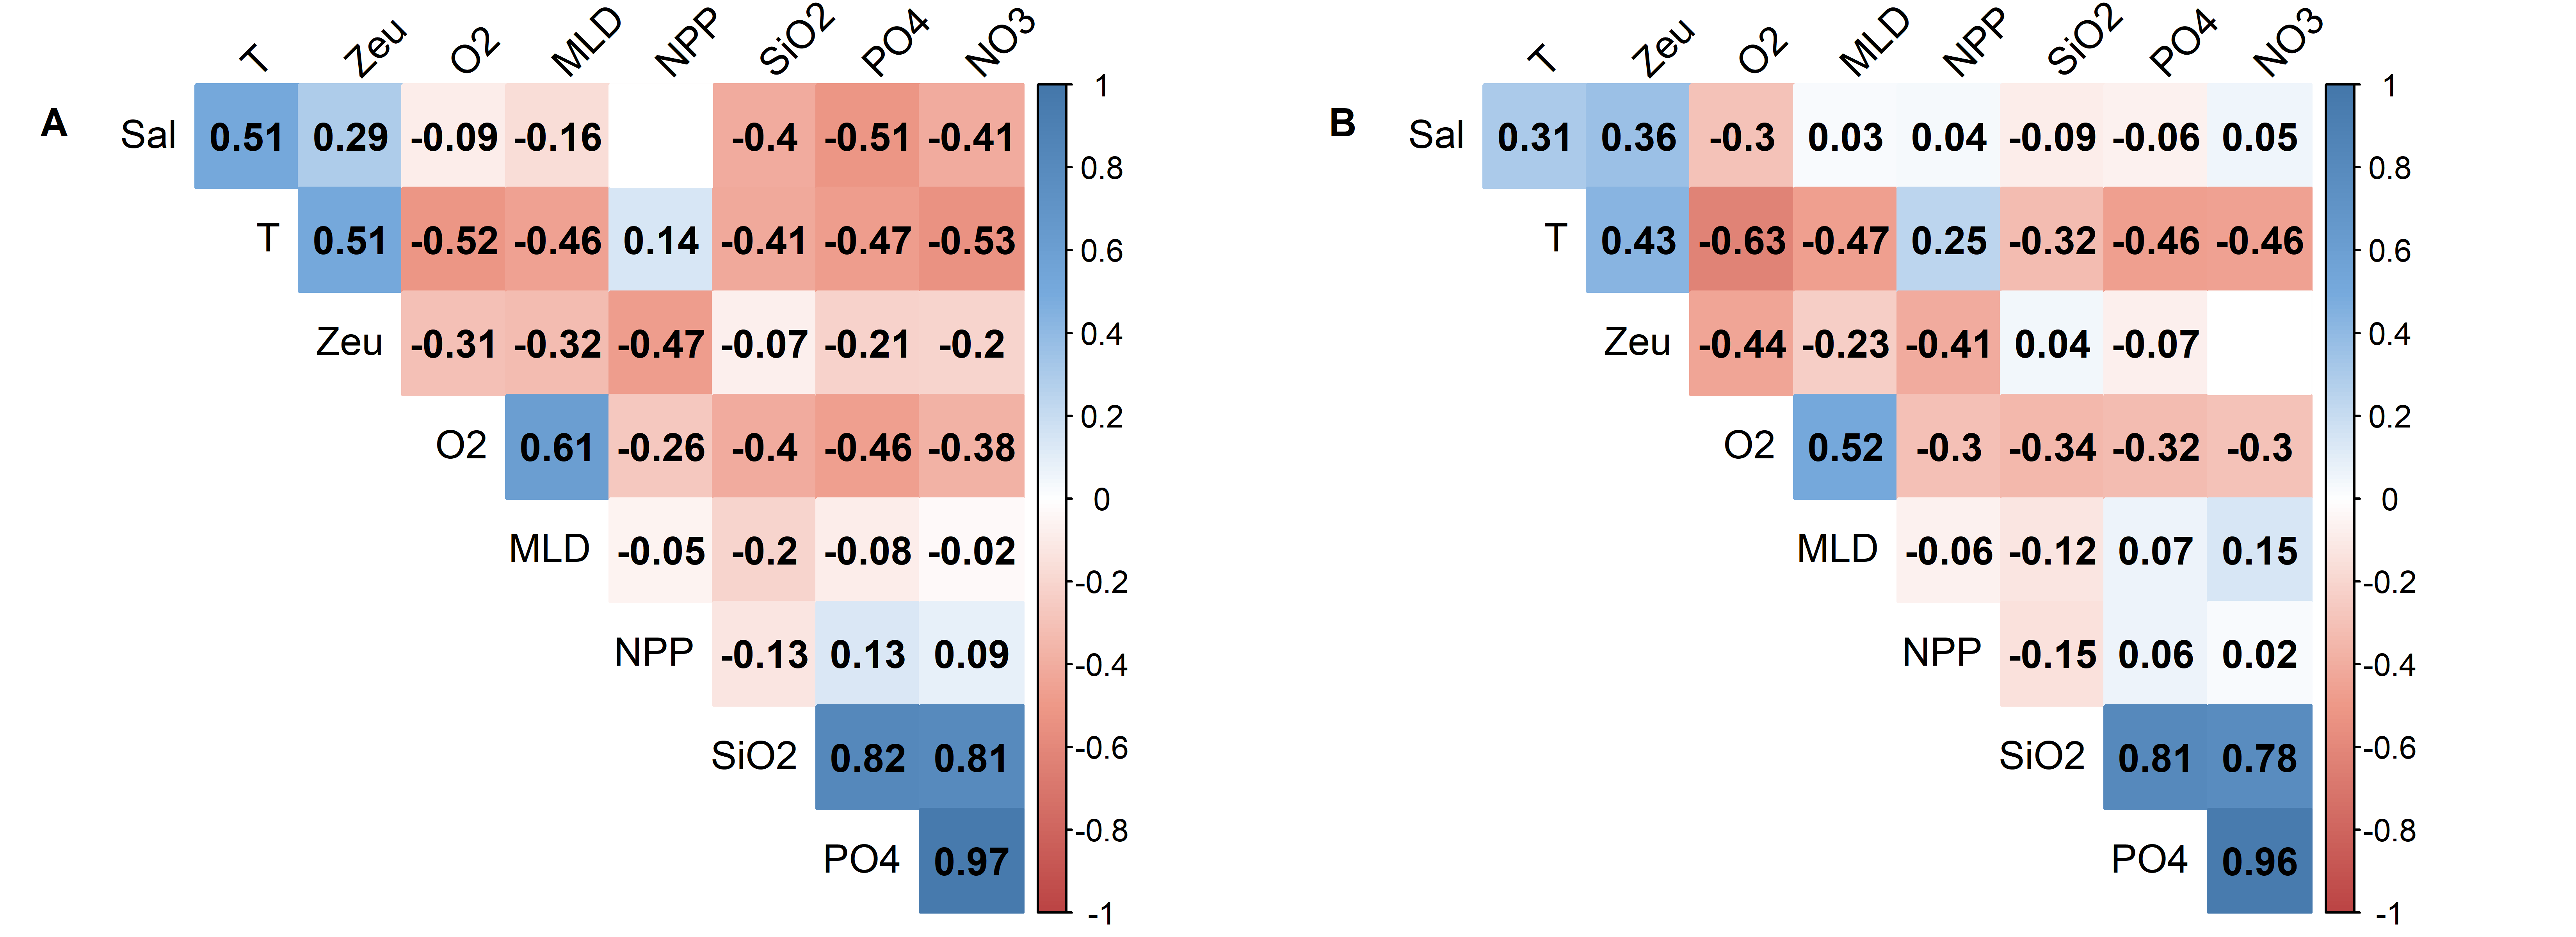 T Zeu O2 MLD NPP SiO2 PO4 NO3
A Sal 0.51 0.29 -0.09 -0.16 -0.4 -0.51 -0.41
T 0.51 -0.52 -0.46 0.14 -0.41 -0.47 -0.53
Zeu -0.31 -0.32 -0.47 -0.07 -0.21 -0.2
O2 0.61 -0.26 -0.4 -0.46 -0.38
MLD -0.05 -0.2 -0.08 -0.02
NPP -0.13 0.13 0.09
SiO2 0.82 0.81
PO4 0.97
1
0.8
0.6
0.4
0.2
0
-0.2
-0.4
-0.6
-0.8
-1
T Zeu O2 MLD NPP SiO2 PO4 NO3
B Sal 0.31 0.36 -0.3 0.03 0.04 -0.09 -0.06 0.05
T 0.43 -0.63 -0.47 0.25 -0.32 -0.46 -0.46
Zeu -0.44 -0.23 -0.41 0.04 -0.07
O2 0.52 -0.3 -0.34 -0.32 -0.3
MLD -0.06 -0.12 0.07 0.15
NPP -0.15 0.06 0.02
SiO2 0.81 0.78
PO4 0.96
1
0.8
0.6
0.4
0.2
0
-0.2
-0.4
-0.6
-0.8
-1